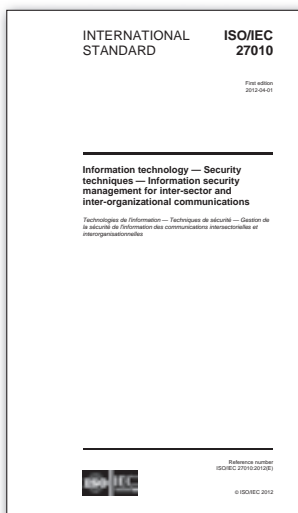 INTERNATIONAL STANDARD
ISO/IEC 27010
First edition
2012-04-01
Information technology — Security
techniques — Information security
management for inter-sector and
inter-organizational communications
Technologies de l'information — Techniques de sécurité — Gestion de
la sécurité de l'information des communications intersectorielles et
interorganisationnelles
Reference number
ISO/IEC 27010:2012(E)
ISO IEC
© ISO/IEC 2012